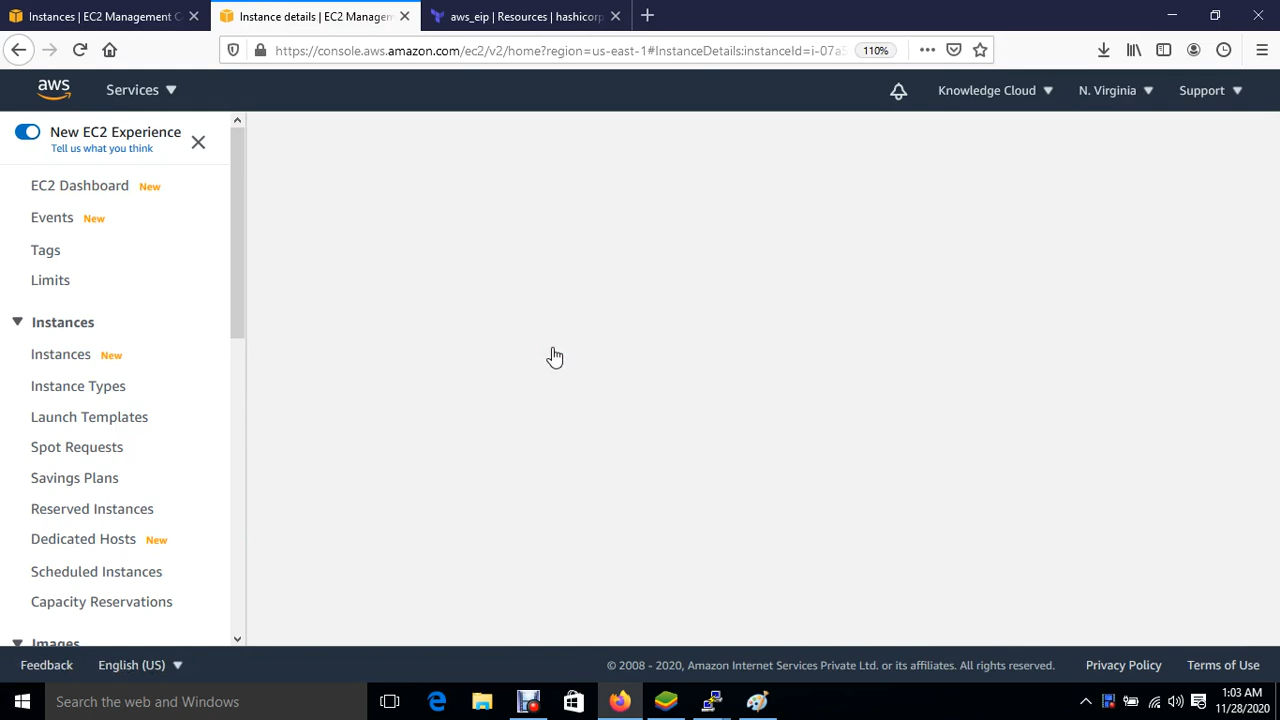 Instances | EC2 Management C
Instance details | EC2 Managem
aws_eip | Resources | hashicorp
https://console.aws.amazon.com/ec2/v2/home?region=us-east-1#InstanceDetails:instanceId=i-07a5
110%
aws
Services
Knowledge Cloud
N. Virginia
Support
New EC2 Experience
Tell us what you think
EC2 Dashboard New
Events New
Tags
Limits
Instances
Instances New
Instance Types
Launch Templates
Spot Requests
Savings Plans
Reserved Instances
Dedicated Hosts New
Scheduled Instances
Capacity Reservations
Images
Feedback
English (US)
© 2008 - 2020, Amazon Internet Services Private Ltd. or its affiliates. All rights reserved.
Privacy Policy
Terms of Use
Search the web and Windows
1:03 AM
11/28/2020